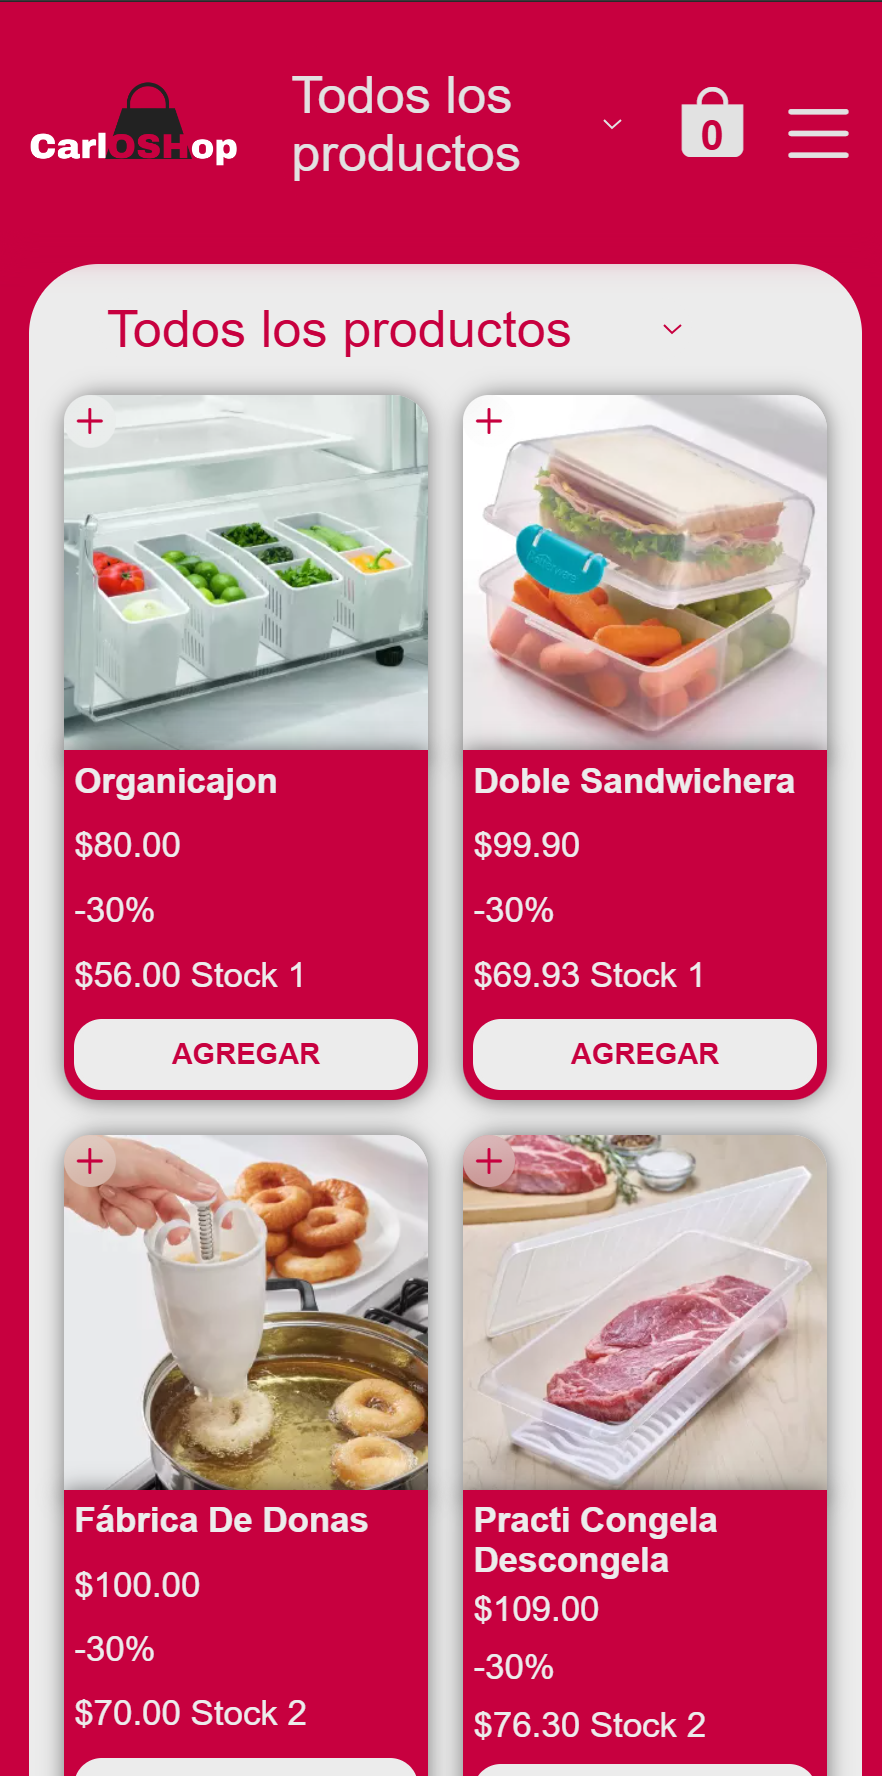 CarlOSHop
Todos los
productos
0
Todos los productos
Organicajon
$80.00
-30%
$56.00 Stock 1
AGREGAR
Doble Sandwichera
$99.90
-30%
$69.93 Stock 1
AGREGAR
Fábrica De Donas
$100.00
-30%
$70.00 Stock 2
Practi Congela
Descongela
$109.00
-30%
$76.30 Stock 2